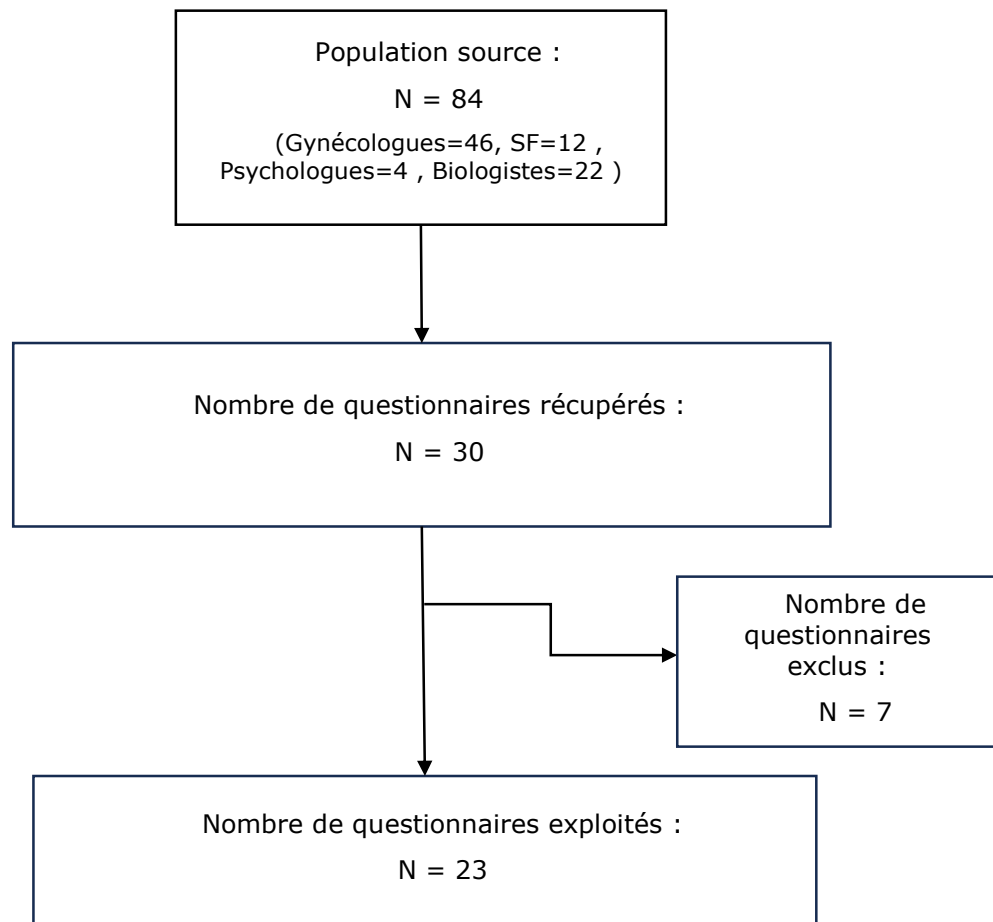 Population source :
N = 84
(Gynécologues=46, SF=12 ,
Psychologues=4 , Biologistes=22 )
Nombre de questionnaires récupérés :
N = 30
Nombre de
questionnaires
exclus :
N = 7
Nombre de questionnaires exploités :
N = 23